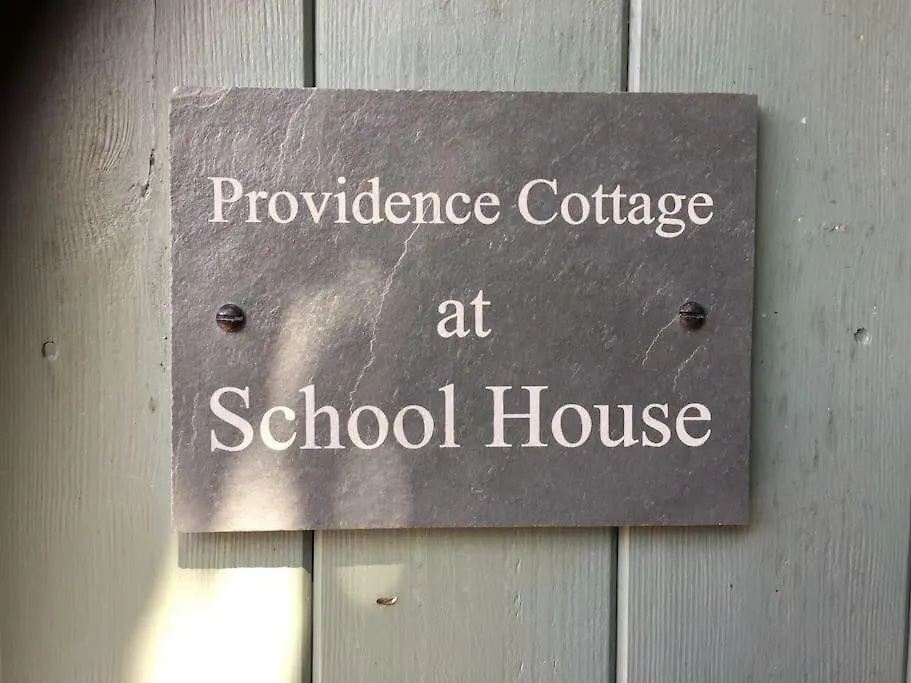 Providence Cottage
at
School House